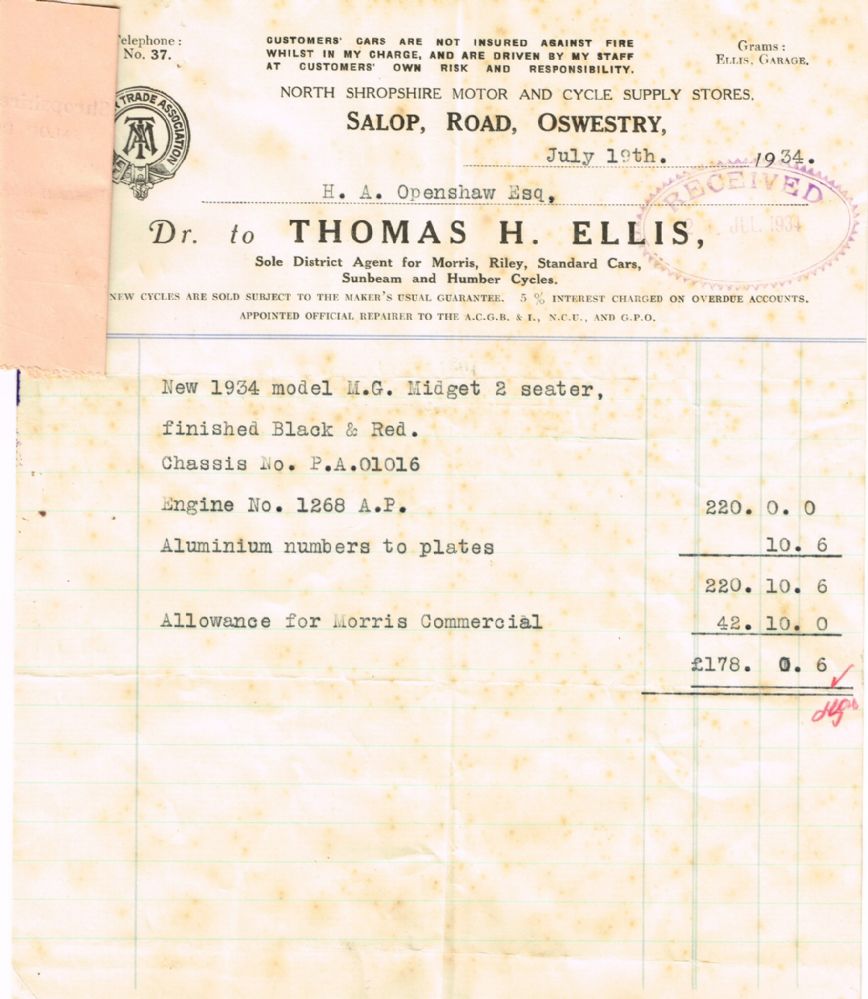 Telephone :
No. 37.
CUSTOMERS' CARS ARE NOT INSURED AGAINST FIRE
WHILST IN MY CHARGE, AND ARE DRIVEN BY MY STAFF
AT CUSTOMERS' OWN RISK AND RESPONSIBILITY.
Grams :
ELLIS, GARAGE.
NORTH SHROPSHIRE MOTOR AND CYCLE SUPPLY STORES.
TRADE ASSOCIATION
SALOP, ROAD, OSWESTRY,
July 19th. 1934.
RECEIVED
JUL 1934
H. A. Openshaw Esq,
Dr. to THOMAS H. ELLIS,
Sole District Agent for Morris, Riley, Standard Cars,
Sunbeam and Humber Cycles.
NEW CYCLES ARE SOLD SUBJECT TO THE MAKER'S USUAL GUARANTEE. 5 % INTEREST CHARGED ON OVERDUE ACCOUNTS.
APPOINTED OFFICIAL REPAIRER TO THE A.C.G.B. & I., N.C.U., AND G.P.O.
New 1934 model M.G. Midget 2 seater,
finished Black & Red.
Chassis No. P.A.01016
Engine No. 1268 A.P. 220. 0. 0
Aluminium numbers to plates 10. 6
220. 10. 6
Allowance for Morris Commercial 42. 10. 0
£178. 0. 6